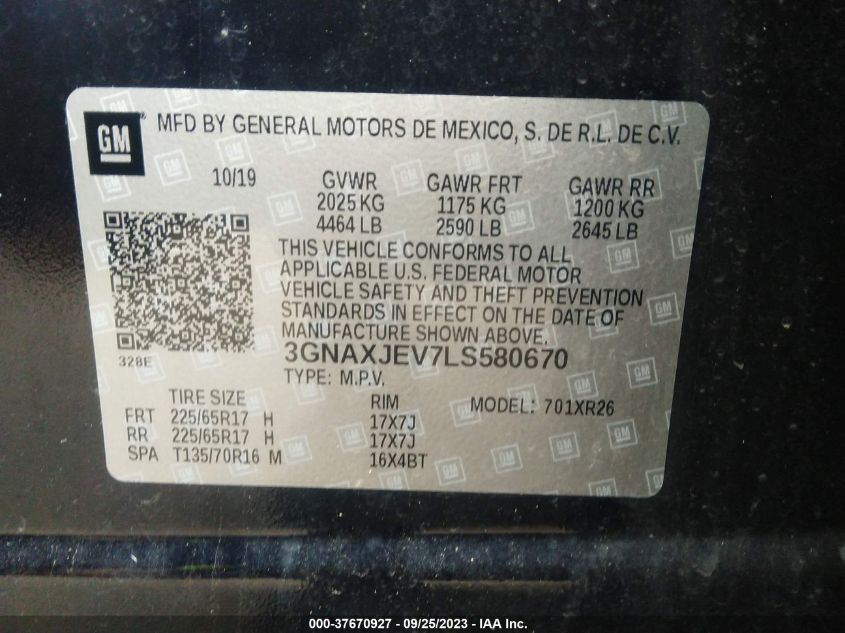 GM MFD BY GENERAL MOTORS DE MEXICO, S. DE R.L. DE C.V.
10/19 GVWR GAWR FRT GAWR RR
2025 KG 1175 KG 1200 KG
4464 LB 2590 LB 2645 LB
THIS VEHICLE CONFORMS TO ALL
APPLICABLE U.S. FEDERAL MOTOR
VEHICLE SAFETY AND THEFT PREVENTION
STANDARDS IN EFFECT ON THE DATE OF
MANUFACTURE SHOWN ABOVE.
328E 3GNAXJEV7LS580670
TYPE: M.P.V.
TIRE SIZE RIM MODEL: 701XR26
FRT 225/65R17 H 17X7J
RR 225/65R17 H 17X7J
SPA T135/70R16 M 16X4BT
000-37670927 - 09/25/2023 - IAA Inc.